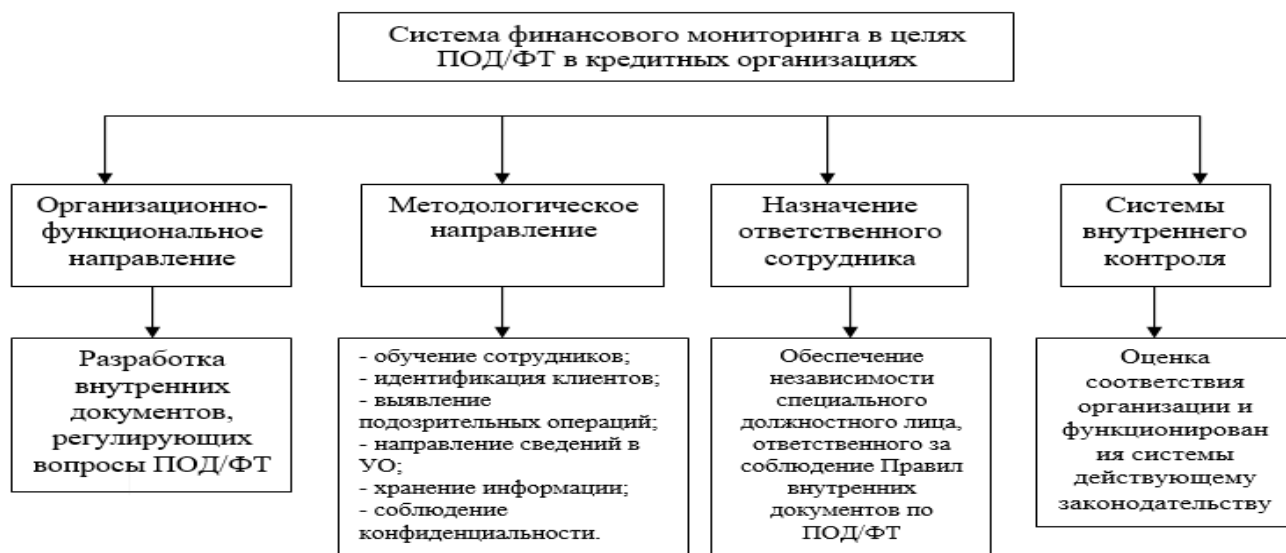 Система финансового мониторинга в целях
ПОД/ФТ в кредитных организациях
Организационно-
функциональное
направление
Методологическое
направление
Назначение
ответственного
сотрудника
Системы
внутреннего
контроля
Разработка
внутренних
документов,
регулирующих
вопросы ПОД/ФТ
- обучение сотрудников;
- идентификация клиентов;
- выявление
подозрительных операций;
- направление сведений в
УО;
- хранение информации;
- соблюдение
конфиденциальности.
Обеспечение
независимости
специального
должностного лица,
ответственного за
соблюдение Правил
внутренних
документов по
ПОД/ФТ
Оценка
соответствия
организации и
функционирован
ия системы
действующему
законодательству